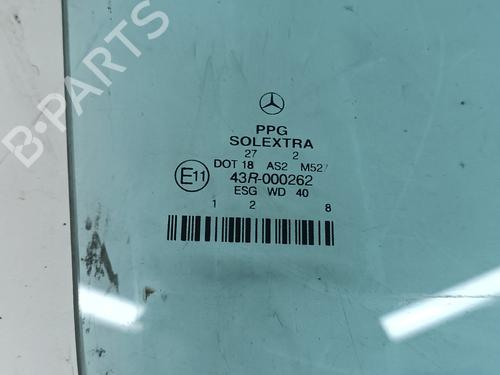 PPG
SOLEXTRA
27 2
DOT 18 AS2 M527
E11 43R-000262
ESG WD 40
1 2 8
B-PARTS